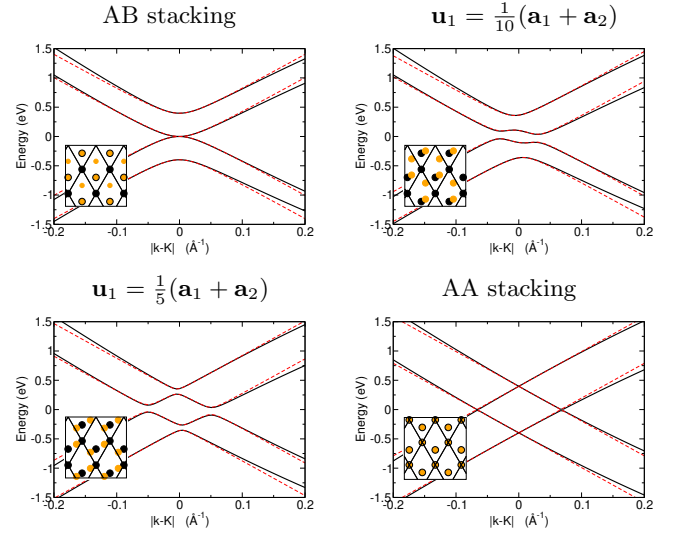 AB stacking
u₁ = 1/10(a₁ + a₂)
1.5
1
0.5
0
-0.5
-1
-1.5
Energy (eV)
-0.2 -0.1 0 0.1 0.2
|k-K| (Å⁻¹)
1.5
1
0.5
0
-0.5
-1
-1.5
Energy (eV)
-0.2 -0.1 0 0.1 0.2
|k-K| (Å⁻¹)
u₁ = 1/5(a₁ + a₂)
AA stacking
1.5
1
0.5
0
-0.5
-1
-1.5
Energy (eV)
-0.2 -0.1 0 0.1 0.2
|k-K| (Å⁻¹)
1.5
1
0.5
0
-0.5
-1
-1.5
Energy (eV)
-0.2 -0.1 0 0.1 0.2
|k-K| (Å⁻¹)